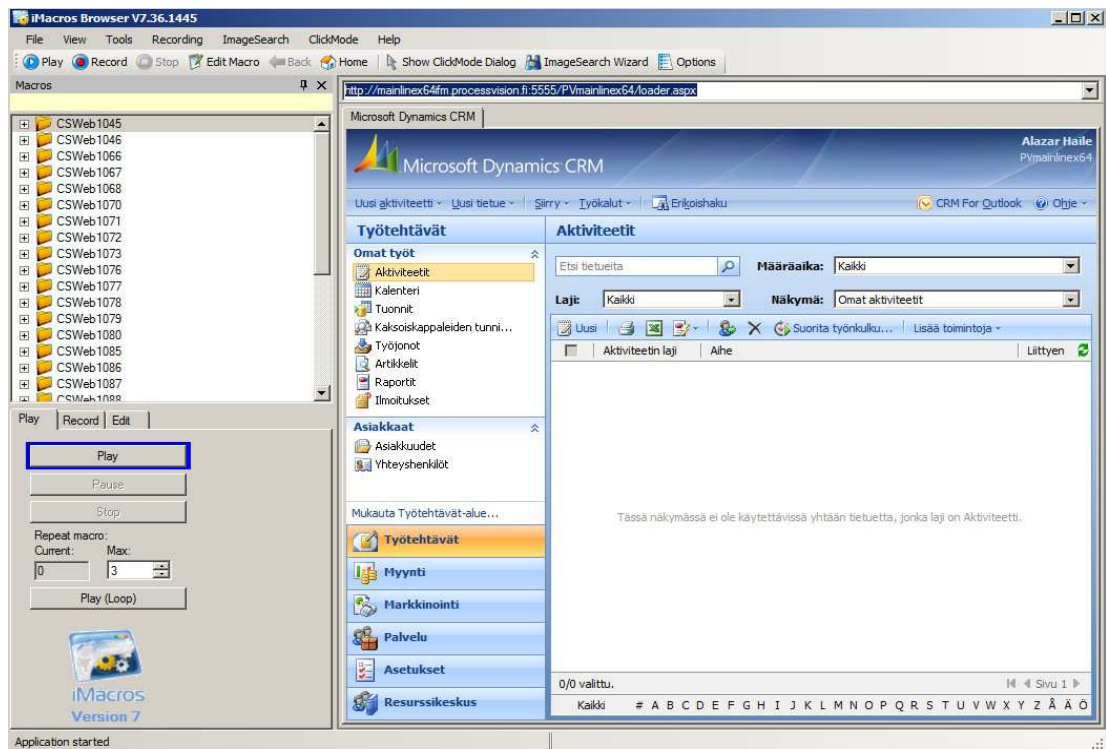 iMacros Browser V7.36.1445
File View Tools Recording ImageSearch ClickMode Help
Play Record Stop Edit Macro Back Home Show ClickMode Dialog ImageSearch Wizard Options
Macros
CSWeb1045
CSWeb1046
CSWeb1066
CSWeb1067
CSWeb1068
CSWeb1070
CSWeb1071
CSWeb1072
CSWeb1073
CSWeb1076
CSWeb1077
CSWeb1078
CSWeb1079
CSWeb1080
CSWeb1085
CSWeb1086
CSWeb1087
CSWeb1088
Play Record Edit
Play
Pause
Stop
Repeat macro:
Current: Max:
0 3
Play (Loop)
iMacros
Version 7
http://mainlinex64ifm.processvision.fi:5555/PVmainlinex64/loader.aspx
Microsoft Dynamics CRM
Microsoft Dynamics CRM
Alazar Haile
PVmainlinex64
Uusi aktiviteetti Uusi tietue Siirry Työkalut Erikoishaku CRM For Outlook Ohje
Työtehtävät
Omat työt
Aktiviteetit
Kalenteri
Tuonnit
Kaksoiskappaleiden tunni...
Työjonot
Artikkelit
Raportit
Ilmoitukset
Asiakkaat
Asiakkuudet
Yhteyshenkilöt
Mukauta Työtehtävät-alue...
Työtehtävät
Myynti
Markkinointi
Palvelu
Asetukset
Resurssikeskus
Aktiviteetit
Etsi tietueita Määräaika: Kaikki
Laji: Kaikki Näkymä: Omat aktiviteetit
Uusi Suorita työnkulku... Lisää toimintoja
Aktiviteetin laji Aihe Liittyen
Tässä näkymässä ei ole käytettävissä yhtään tietuetta, jonka laji on Aktiviteetti.
0/0 valittu. Sivu 1
Kaikki # A B C D E F G H I J K L M N O P Q R S T U V W X Y Z Å Ä Ö
Application started